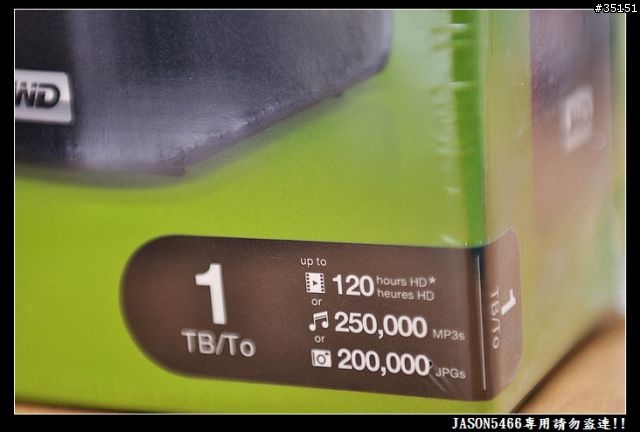 #35151
WD
1
TB/To
up to
120 hours HD*
heures HD
or
250,000 MP3s
or
200,000 JPGs
1
TB/To
JASON5466專用請勿盜連!!